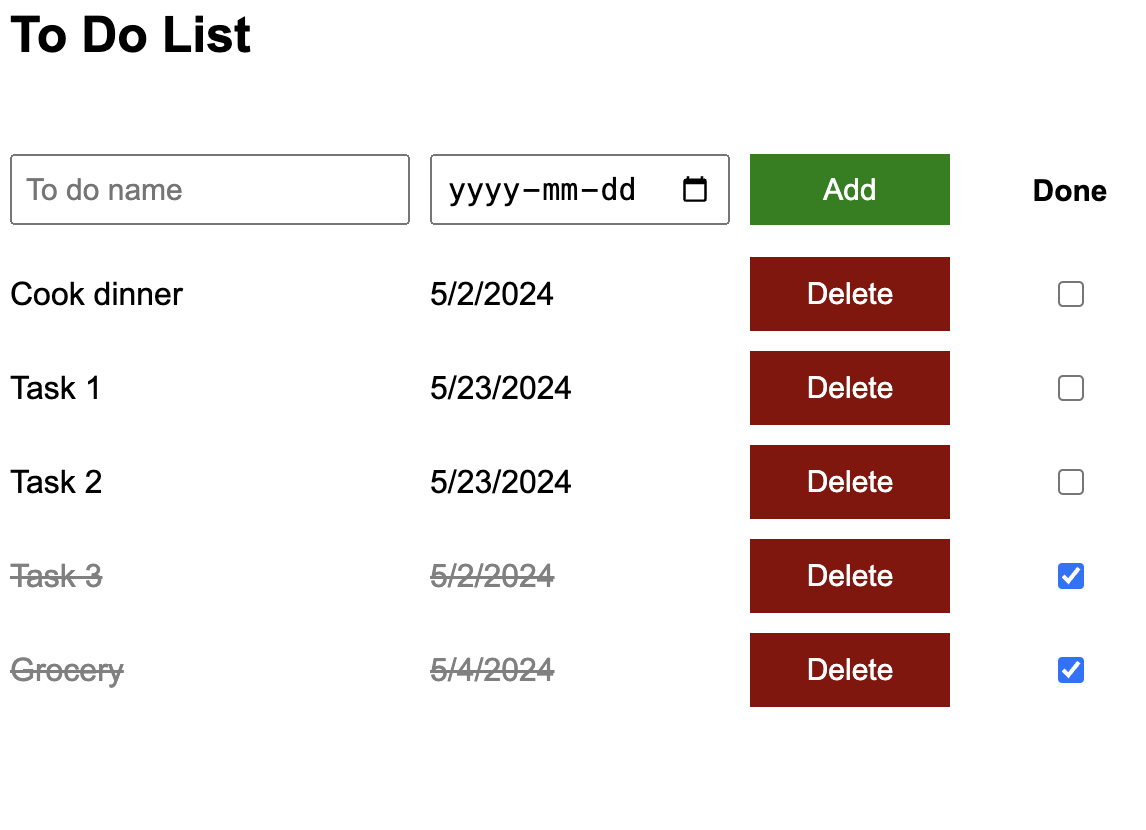 To Do List
To do name yyyy-mm-dd Add Done
Cook dinner 5/2/2024 Delete
Task 1 5/23/2024 Delete
Task 2 5/23/2024 Delete
Task 3 5/2/2024 Delete
Grocery 5/4/2024 Delete